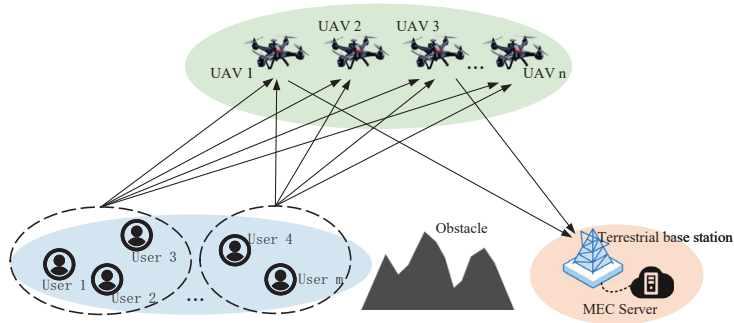 UAV 2
UAV 3
UAV 1
...
UAV n
User 3
User 4
User 1
User 2
...
User m
Obstacle
Terrestrial base station
MEC Server